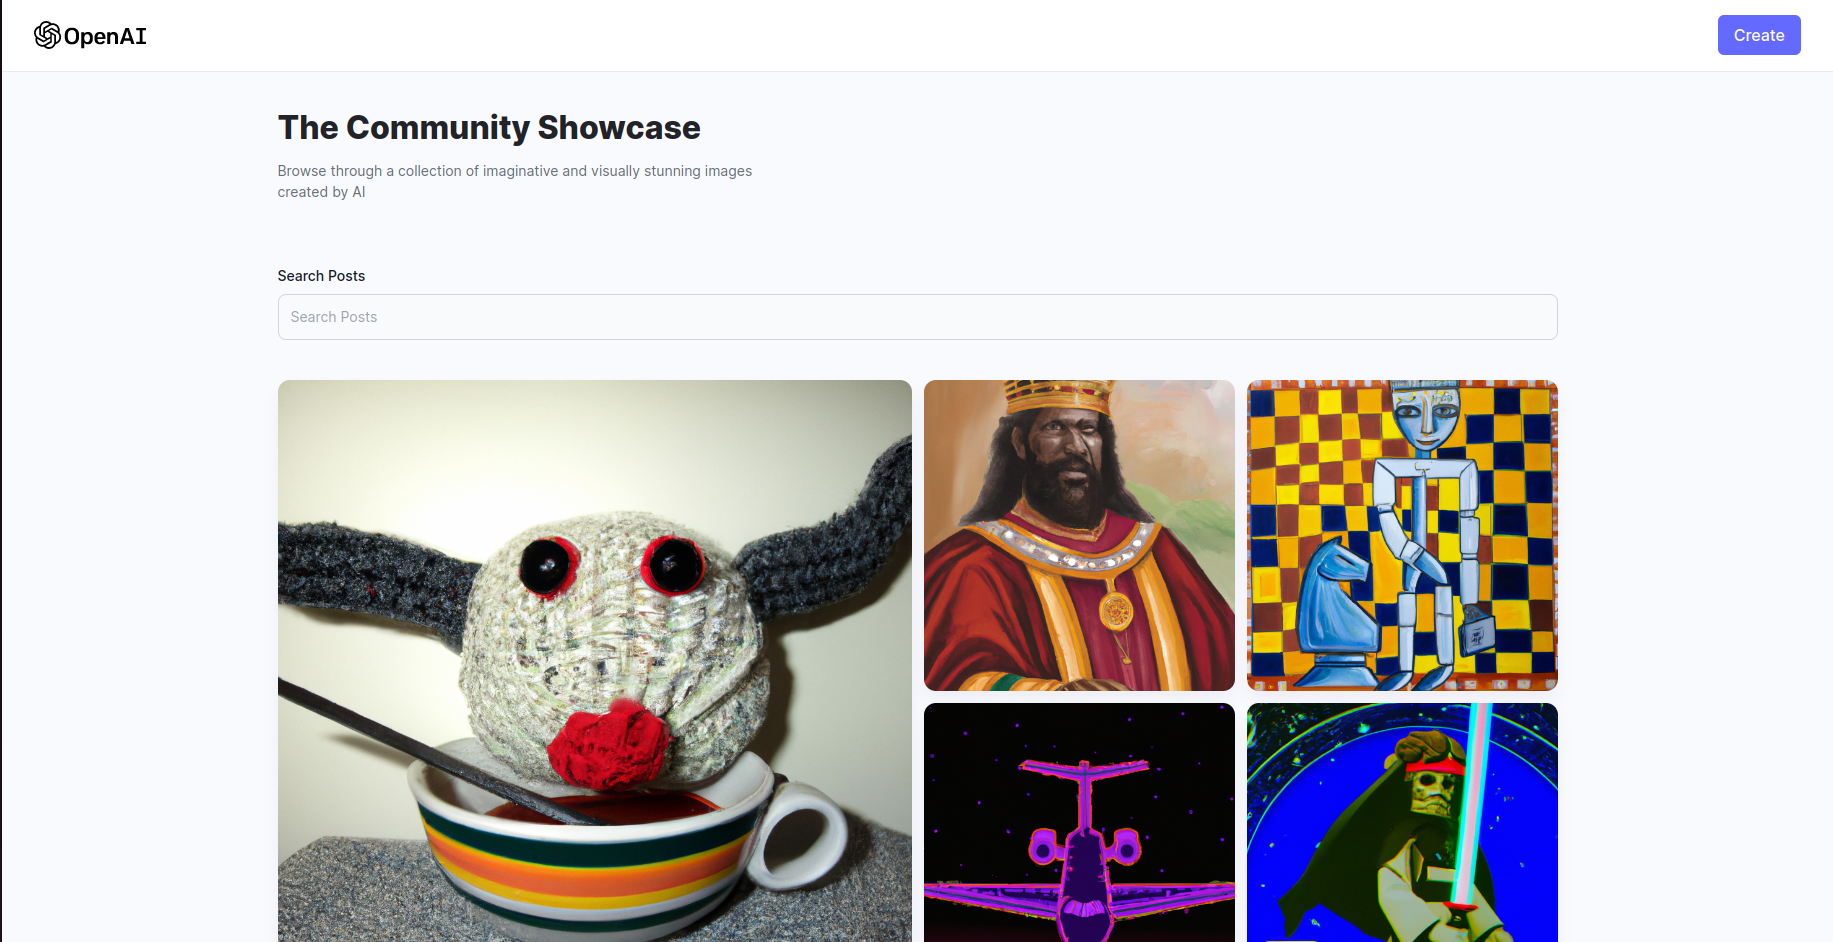 OpenAI
Create
The Community Showcase
Browse through a collection of imaginative and visually stunning images
created by AI
Search Posts
Search Posts